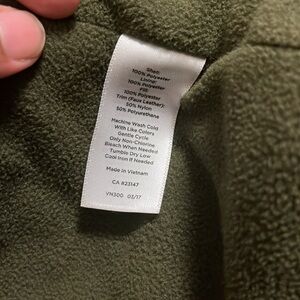 Shell:
100% Polyester
Lining:
100% Polyester
Fill:
100% Polyester
Trim (Faux Leather):
50% Nylon
50% Polyurethane
Machine Wash Cold
With Like Colors
Gentle Cycle
Only Non-Chlorine
Bleach When Needed
Tumble Dry Low
Cool Iron If Needed
Made in Vietnam
CA #23147
VN300 03/17